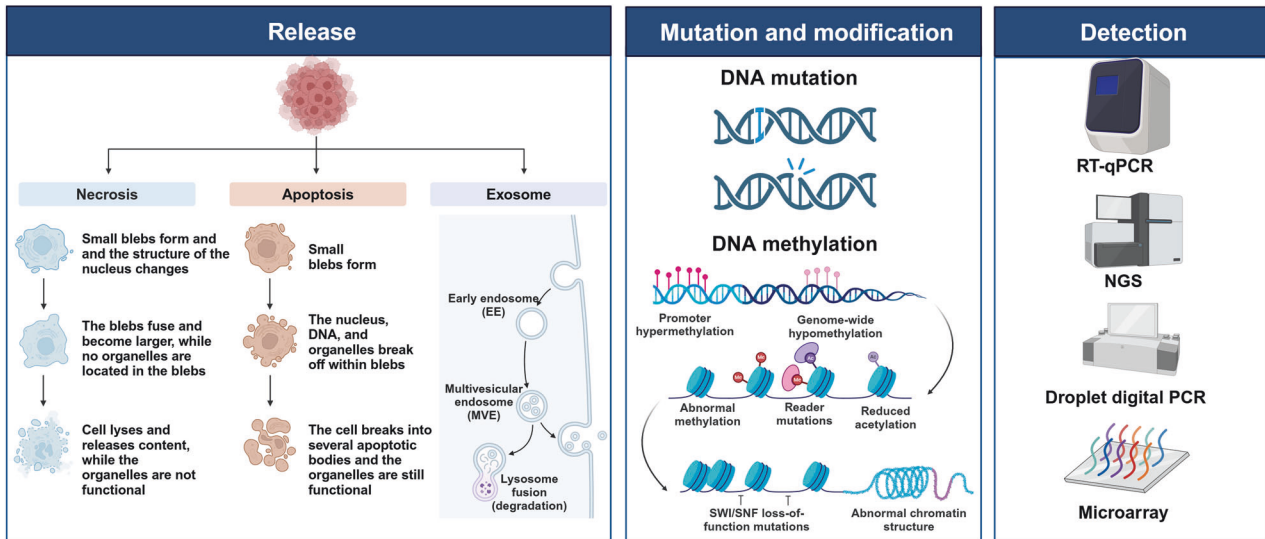 Release
Necrosis
Small blebs form and
and the structure of the
nucleus changes
The blebs fuse and
become larger, while
no organelles are
located in the blebs
Cell lyses and
releases content,
while the
organelles are not
functional
Apoptosis
Small
blebs form
The nucleus,
DNA, and
organelles break
off within blebs
The cell breaks into
several apoptotic
bodies and the
organelles are still
functional
Exosome
Early endosome
(EE)
Multivesicular
endosome
(MVE)
Lysosome
fusion
(degradation)
Mutation and modification
DNA mutation
DNA methylation
Promoter
hypermethylation
Genome-wide
hypomethylation
Me
Me
Ac
Ac
Abnormal
methylation
Reader
mutations
Reduced
acetylation
SWI/SNF loss-of-
function mutations
Abnormal chromatin
structure
Detection
RT-qPCR
NGS
Droplet digital PCR
Microarray